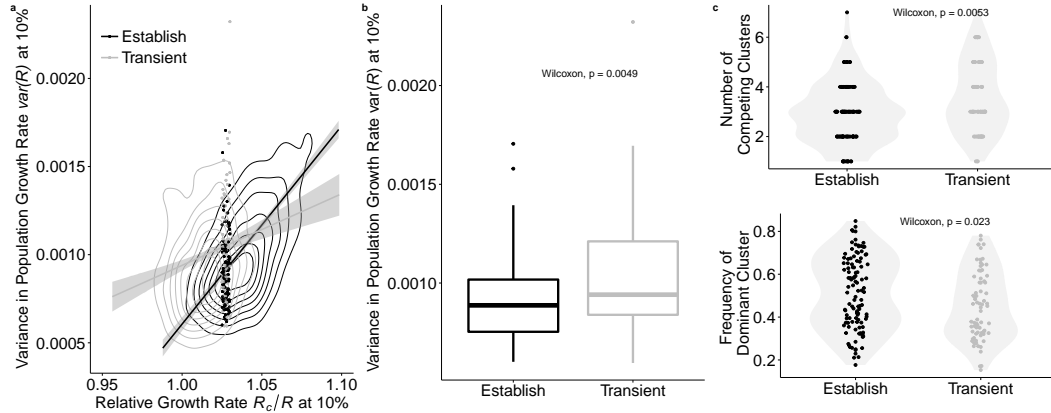 a
Variance in Population Growth Rate var(R) at 10%
Establish
Transient
0.0020
0.0015
0.0010
0.0005
0.95
1.00
1.05
1.10
Relative Growth Rate Rc/R at 10%
b
Variance in Population Growth Rate var(R) at 10%
Wilcoxon, p = 0.0049
0.0020
0.0015
0.0010
Establish
Transient
c
Number of
Competing Clusters
Wilcoxon, p = 0.0053
6
4
2
Establish
Transient
Frequency of
Dominant Cluster
Wilcoxon, p = 0.023
0.8
0.6
0.4
0.2
Establish
Transient